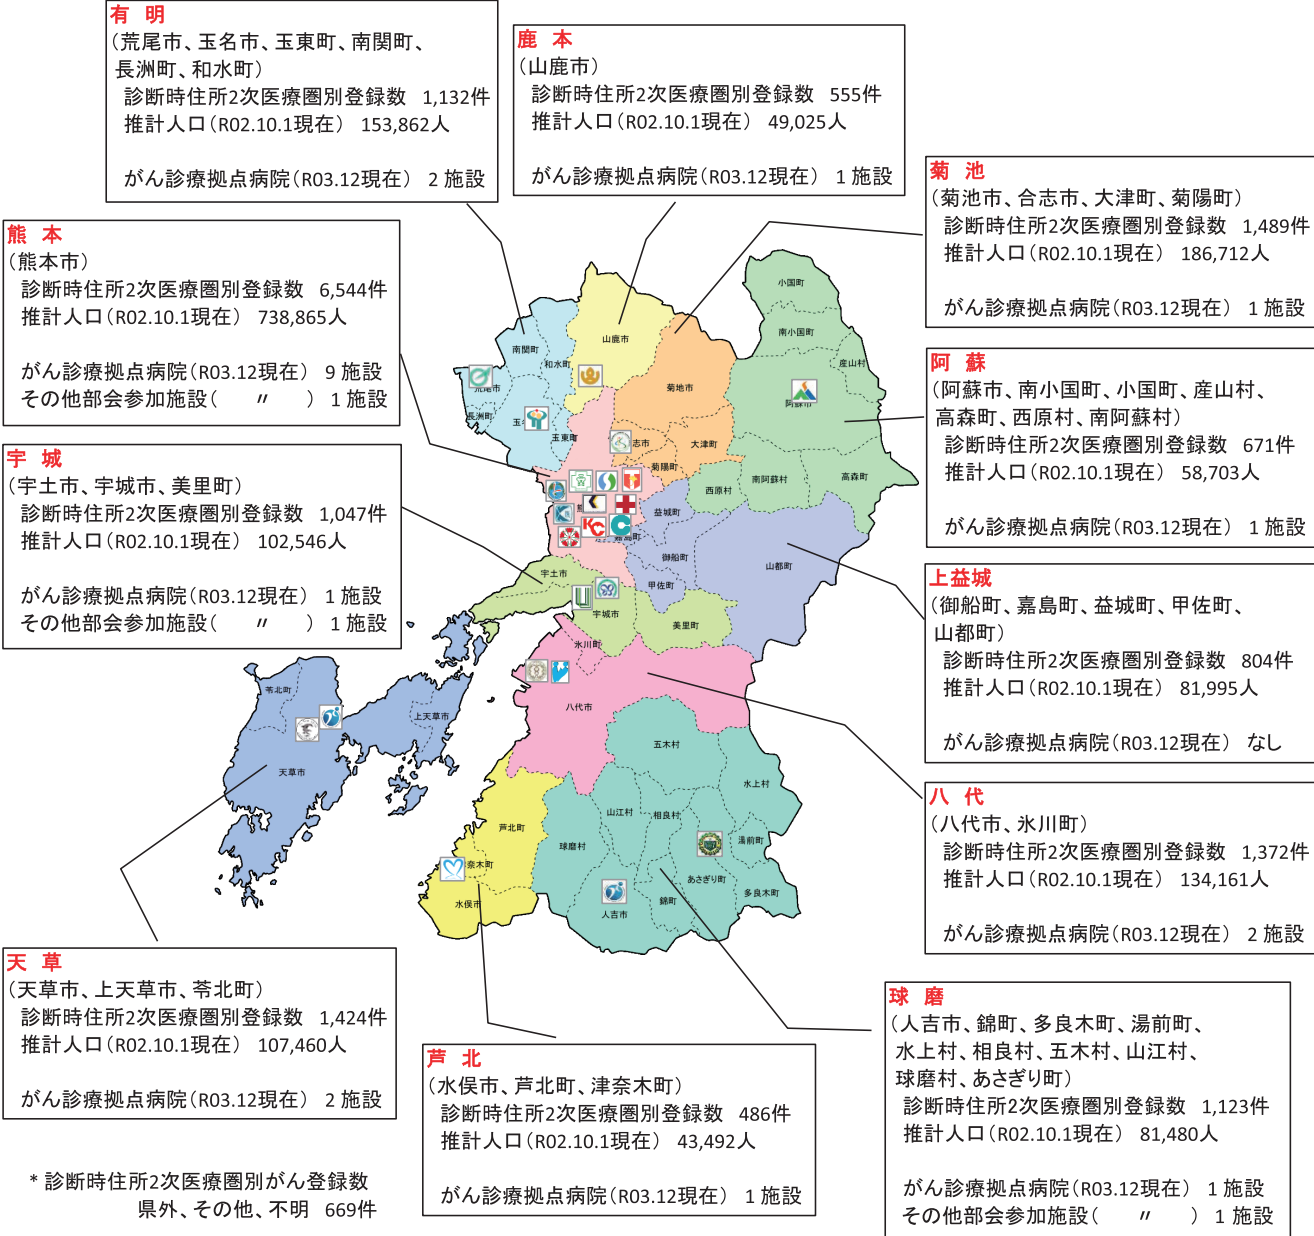 有 明
(荒尾市、玉名市、玉東町、南関町、
長洲町、和水町)
診断時住所2次医療圏別登録数 1,132件
推計人口(R02.10.1現在) 153,862人
がん診療拠点病院(R03.12現在) 2 施設
鹿 本
(山鹿市)
診断時住所2次医療圏別登録数 555件
推計人口(R02.10.1現在) 49,025人
がん診療拠点病院(R03.12現在) 1 施設
菊 池
(菊池市、合志市、大津町、菊陽町)
診断時住所2次医療圏別登録数 1,489件
推計人口(R02.10.1現在) 186,712人
がん診療拠点病院(R03.12現在) 1 施設
熊 本
(熊本市)
診断時住所2次医療圏別登録数 6,544件
推計人口(R02.10.1現在) 738,865人
がん診療拠点病院(R03.12現在) 9 施設
その他部会参加施設( 〃 ) 1 施設
阿 蘇
(阿蘇市、南小国町、小国町、産山村、
高森町、西原村、南阿蘇村)
診断時住所2次医療圏別登録数 671件
推計人口(R02.10.1現在) 58,703人
がん診療拠点病院(R03.12現在) 1 施設
宇 城
(宇土市、宇城市、美里町)
診断時住所2次医療圏別登録数 1,047件
推計人口(R02.10.1現在) 102,546人
がん診療拠点病院(R03.12現在) 1 施設
その他部会参加施設( 〃 ) 1 施設
上益城
(御船町、嘉島町、益城町、甲佐町、
山都町)
診断時住所2次医療圏別登録数 804件
推計人口(R02.10.1現在) 81,995人
がん診療拠点病院(R03.12現在) なし
八 代
(八代市、氷川町)
診断時住所2次医療圏別登録数 1,372件
推計人口(R02.10.1現在) 134,161人
がん診療拠点病院(R03.12現在) 2 施設
天 草
(天草市、上天草市、苓北町)
診断時住所2次医療圏別登録数 1,424件
推計人口(R02.10.1現在) 107,460人
がん診療拠点病院(R03.12現在) 2 施設
芦 北
(水俣市、芦北町、津奈木町)
診断時住所2次医療圏別登録数 486件
推計人口(R02.10.1現在) 43,492人
がん診療拠点病院(R03.12現在) 1 施設
球 磨
(人吉市、錦町、多良木町、湯前町、
水上村、相良村、五木村、山江村、
球磨村、あさぎり町)
診断時住所2次医療圏別登録数 1,123件
推計人口(R02.10.1現在) 81,480人
がん診療拠点病院(R03.12現在) 1 施設
その他部会参加施設( 〃 ) 1 施設
* 診断時住所2次医療圏別がん登録数
県外、その他、不明 669件
小国町
南小国町
産山村
山鹿市
南関町
和水町
菊地市
阿蘇市
荒尾市
長洲町
玉東町
志市
大津町
菊陽町
西原村
南阿蘇村
高森町
益城町
嘉島町
御船町
甲佐町
山都町
宇土市
宇城市
美里町
氷川町
八代市
苓北町
上天草市
天草市
五木村
水上村
山江村
相良村
球磨村
湯前町
あさぎり町
多良木町
錦町
人吉市
芦北町
奈木町
水俣市
KC